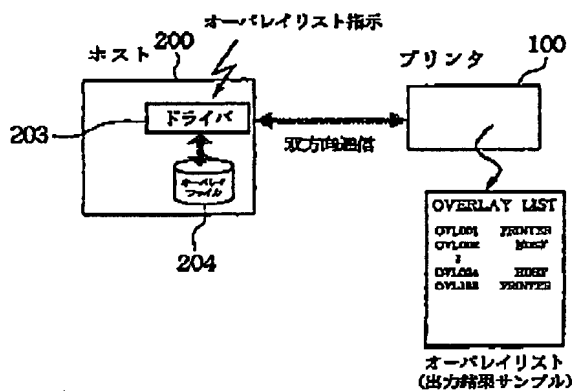 オーバレイリスト指示
200
ホスト
プリンタ
100
203
ドライバ
双方向通信
オーバレイ
ファイル
204
OVERLAY LIST
OVL001 PRINTER
HOST
HOST
PRINTER
オーバレイリスト
(出力結果サンプル)